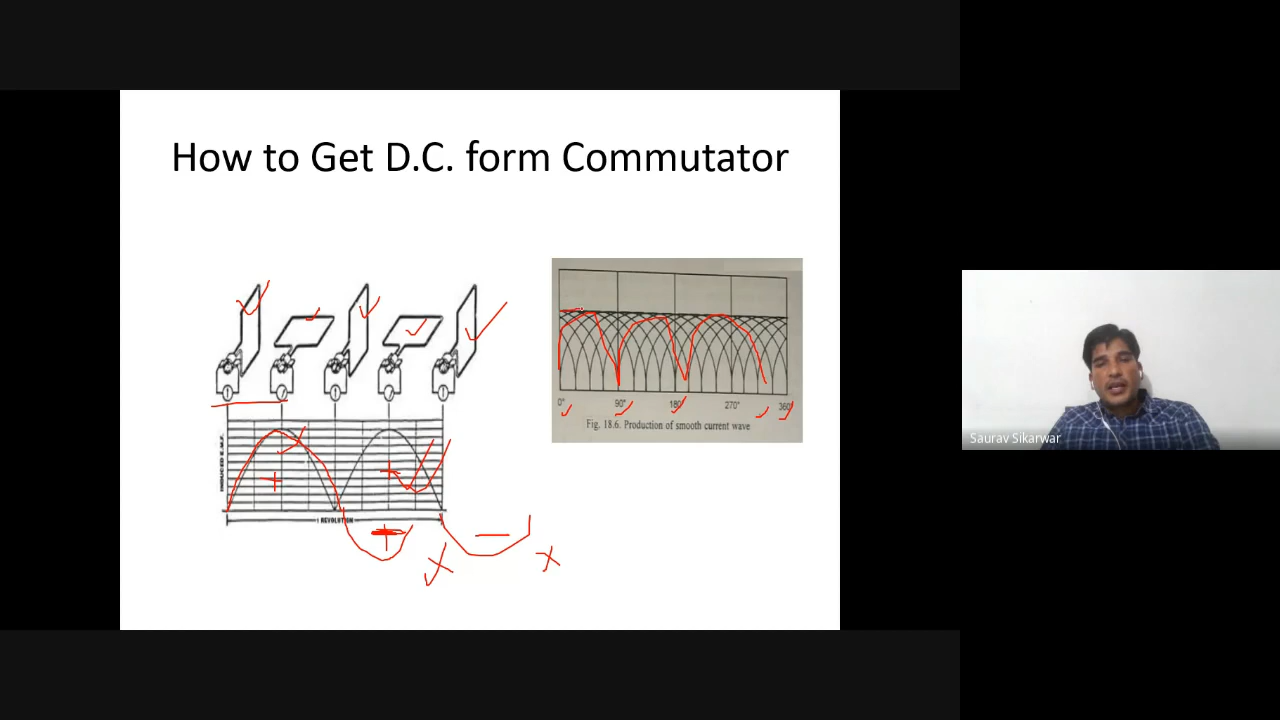 How to Get D.C. form Commutator
INDUCED E.M.F.
1 REVOLUTION
0°
90°
180°
270°
360°
Fig. 18.6. Production of smooth current wave
Saurav Sikarwar